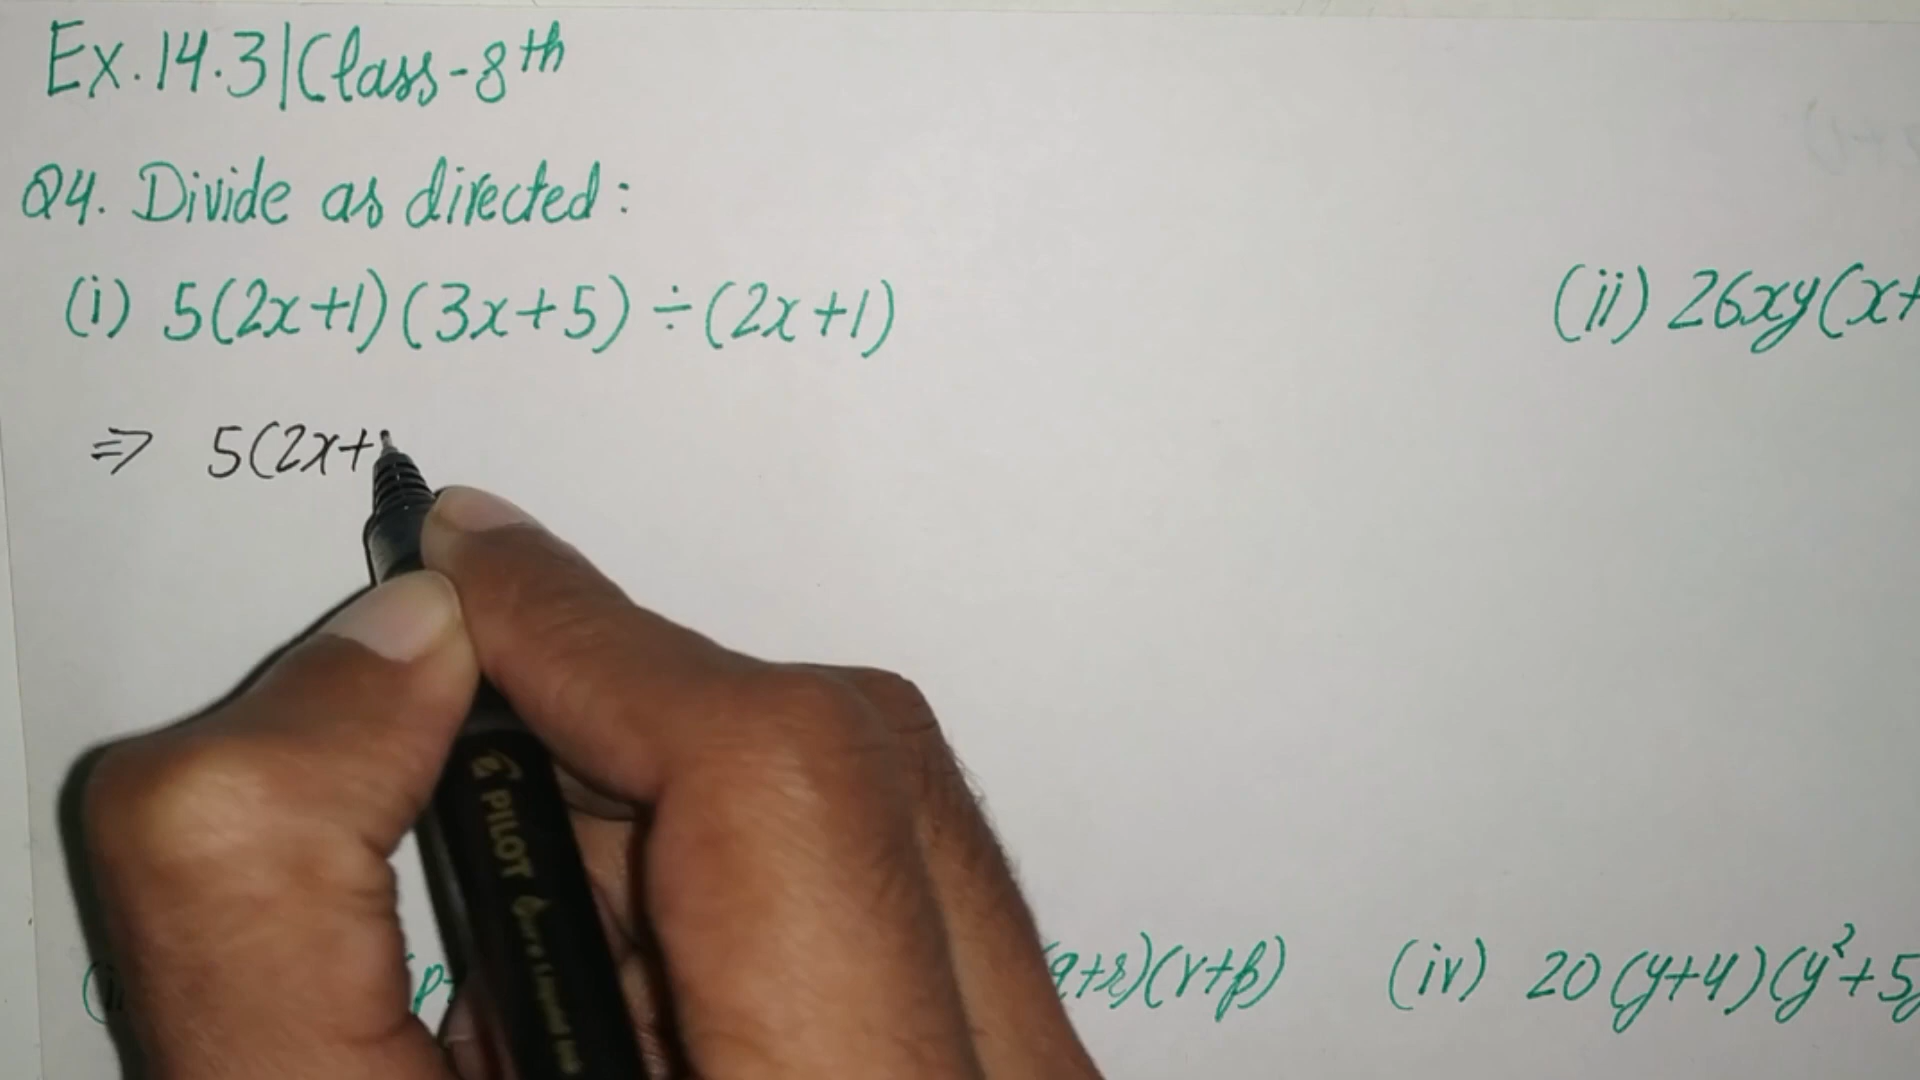 Ex.14.3|Class-8th
Q4. Divide as directed:
(i) 5(2x+1)(3x+5)÷(2x+1)
(ii) 26xy(x+
⇒ 5(2x+
(q+r)(r+p)
(iv) 20(y+4)(y²+5
PILOT